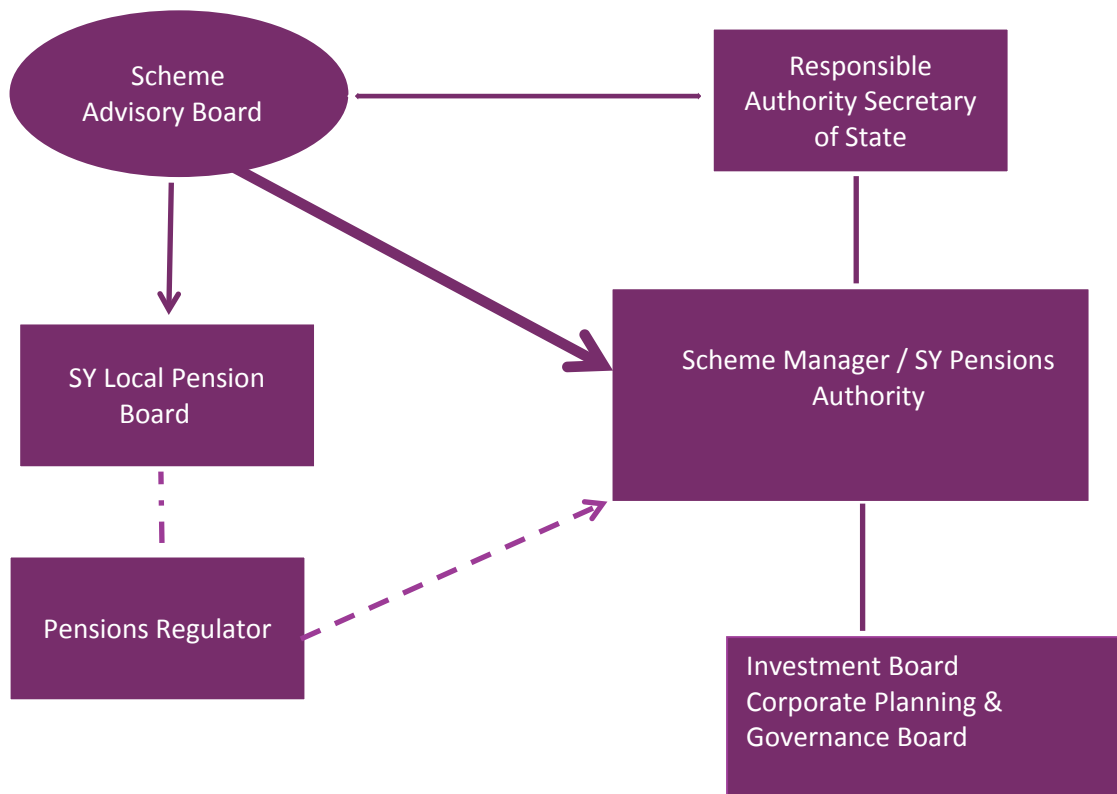 Scheme
Advisory Board
Responsible
Authority Secretary
of State
SY Local Pension
Board
Scheme Manager / SY Pensions
Authority
Pensions Regulator
Investment Board
Corporate Planning &
Governance Board